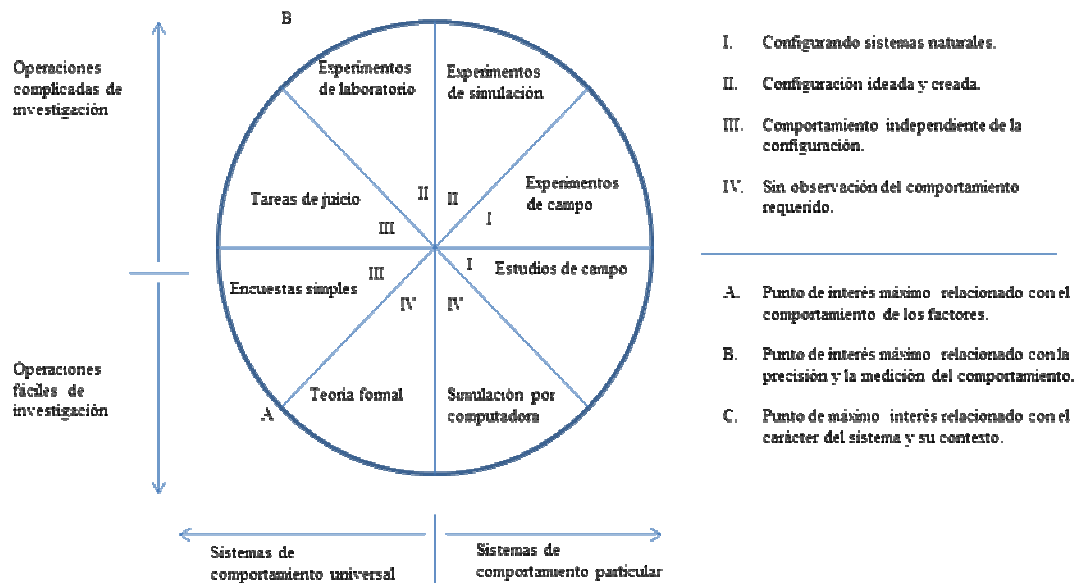 B
Operaciones
complicadas de
investigación
Experimentos
de laboratorio
Experimentos
de simulación
Tareas de juicio
II
II
Experimentos
de campo
III
I
III
I
Estudios de campo
Encuestas simples
IV
IV
Operaciones
fáciles de
investigación
A
Teoría formal
Simulación por
computadora
Sistemas de
comportamiento universal
Sistemas de
comportamiento particular
I. Configurando sistemas naturales.
II. Configuración ideada y creada.
III. Comportamiento independiente de la
configuración.
IV. Sin observación del comportamiento
requerido.
A. Punto de interés máximo relacionado con el
comportamiento de los factores.
B. Punto de interés máximo relacionado con la
precisión y la medición del comportamiento.
C. Punto de máximo interés relacionado con el
carácter del sistema y su contexto.